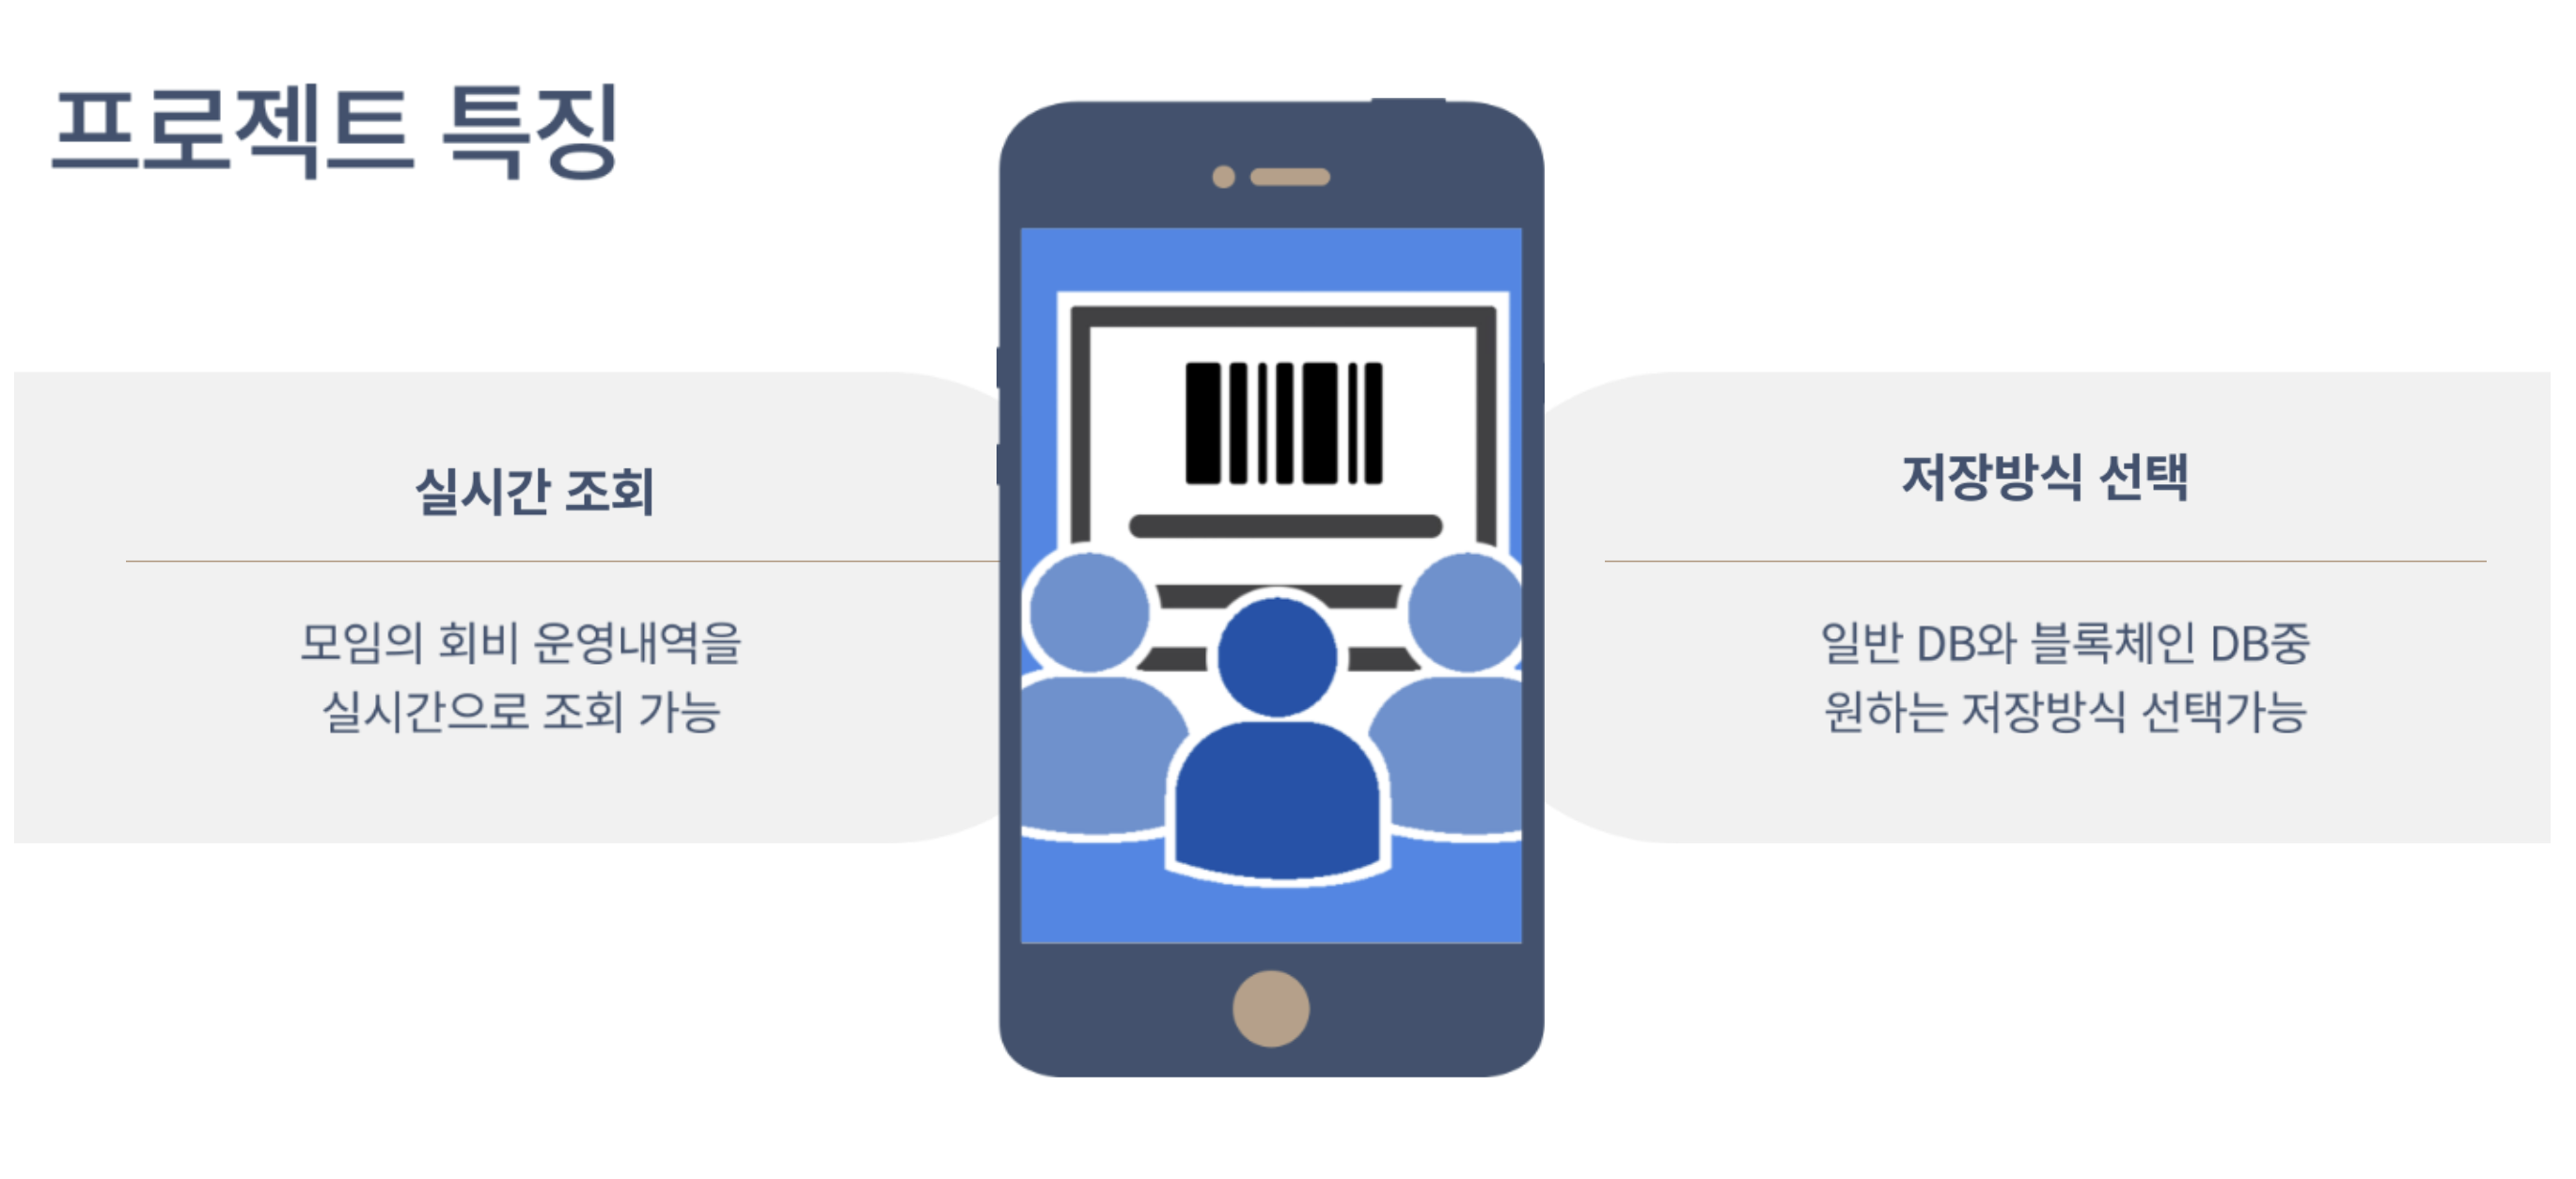 프로젝트 특징
실시간 조회
모임의 회비 운영내역을
실시간으로 조회 가능
저장방식 선택
일반 DB와 블록체인 DB중
원하는 저장방식 선택가능